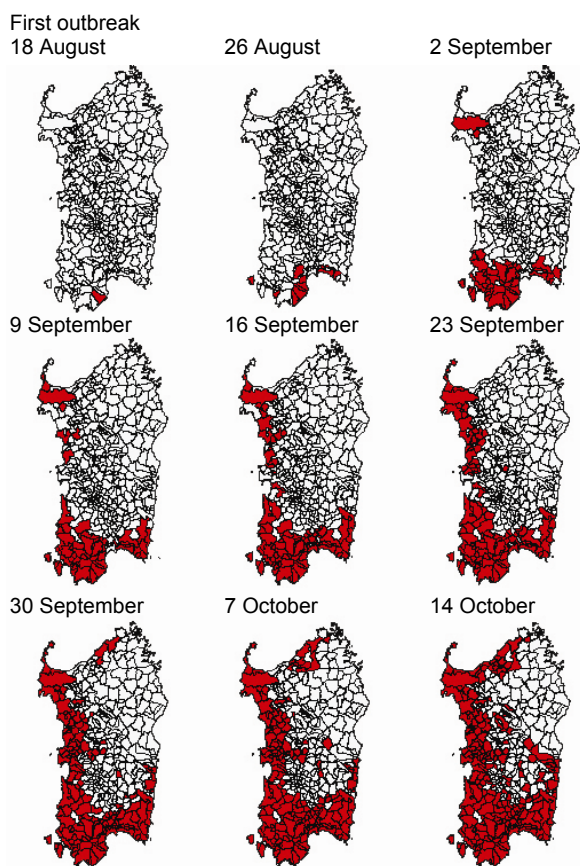 First outbreak
18 August
26 August
2 September
9 September
16 September
23 September
30 September
7 October
14 October